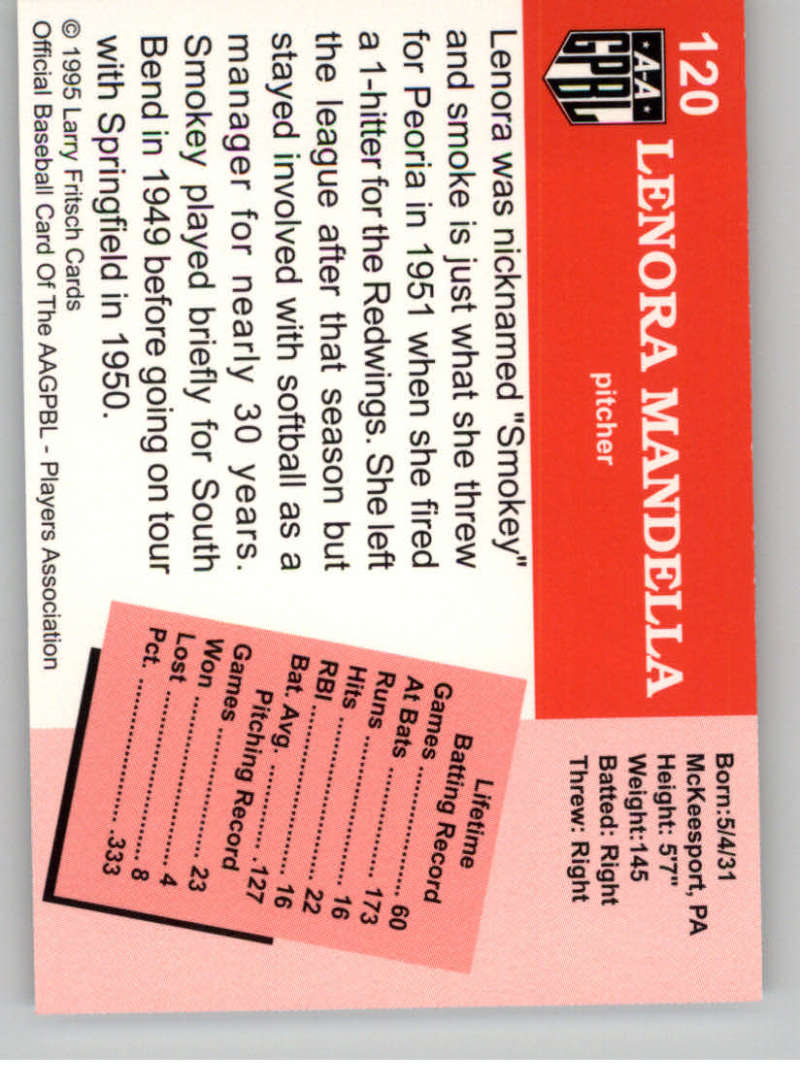 120 LENORA MANDELLA
A-A
GPBL
pitcher
Born:5/4/31
McKeesport, PA
Height: 5'7"
Weight:145
Batted: Right
Threw: Right
Lenora was nicknamed "Smokey"
and smoke is just what she threw
for Peoria in 1951 when she fired
a 1-hitter for the Redwings. She left
the league after that season but
stayed involved with softball as a
manager for nearly 30 years.
Smokey played briefly for South
Bend in 1949 before going on tour
with Springfield in 1950.
Lifetime
Batting Record
Games .......................... 60
At Bats ....................... 173
Runs ............................ 16
Hits .............................. 22
RBI ............................... 16
Bat. Avg. .................... .127
Pitching Record
Games .......................... 23
Won ................................ 4
Lost ................................ 8
Pct. ............................. .333
© 1995 Larry Fritsch Cards
Official Baseball Card Of The AAGPBL - Players Association